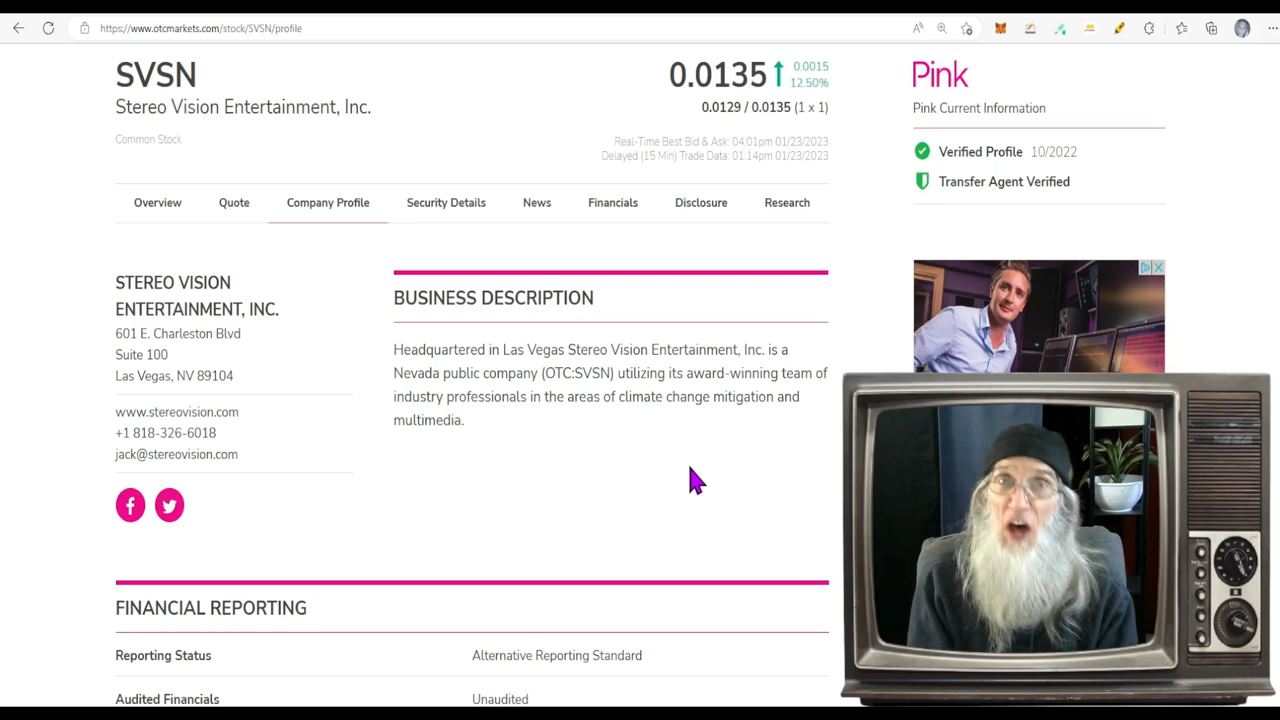 https://www.otcmarkets.com/stock/SVSN/profile
SVSN
Stereo Vision Entertainment, Inc.
Common Stock
0.0135
0.0015
12.50%
0.0129 / 0.0135 (1 x 1)
Real-Time Best Bid & Ask: 04:01pm 01/23/2023
Delayed (15 Min) Trade Data: 01:14pm 01/23/2023
Pink
Pink Current Information
Verified Profile 10/2022
Transfer Agent Verified
Overview Quote Company Profile Security Details News Financials Disclosure Research
STEREO VISION
ENTERTAINMENT, INC.
601 E. Charleston Blvd
Suite 100
Las Vegas, NV 89104
www.stereovision.com
+1 818-326-6018
jack@stereovision.com
BUSINESS DESCRIPTION
Headquartered in Las Vegas Stereo Vision Entertainment, Inc. is a
Nevada public company (OTC:SVSN) utilizing its award-winning team of
industry professionals in the areas of climate change mitigation and
multimedia.
FINANCIAL REPORTING
Reporting Status Alternative Reporting Standard
Audited Financials Unaudited